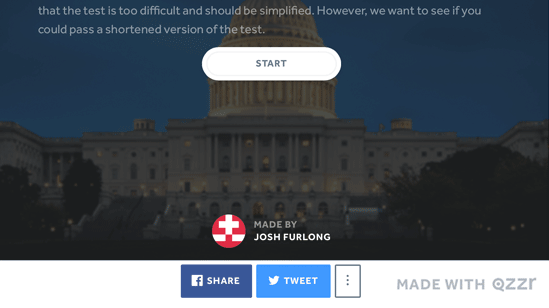 that the test is too difficult and should be simplified. However, we want to see if you
could pass a shortened version of the test.
START
MADE BY
JOSH FURLONG
SHARE
TWEET
MADE WITH qzzr